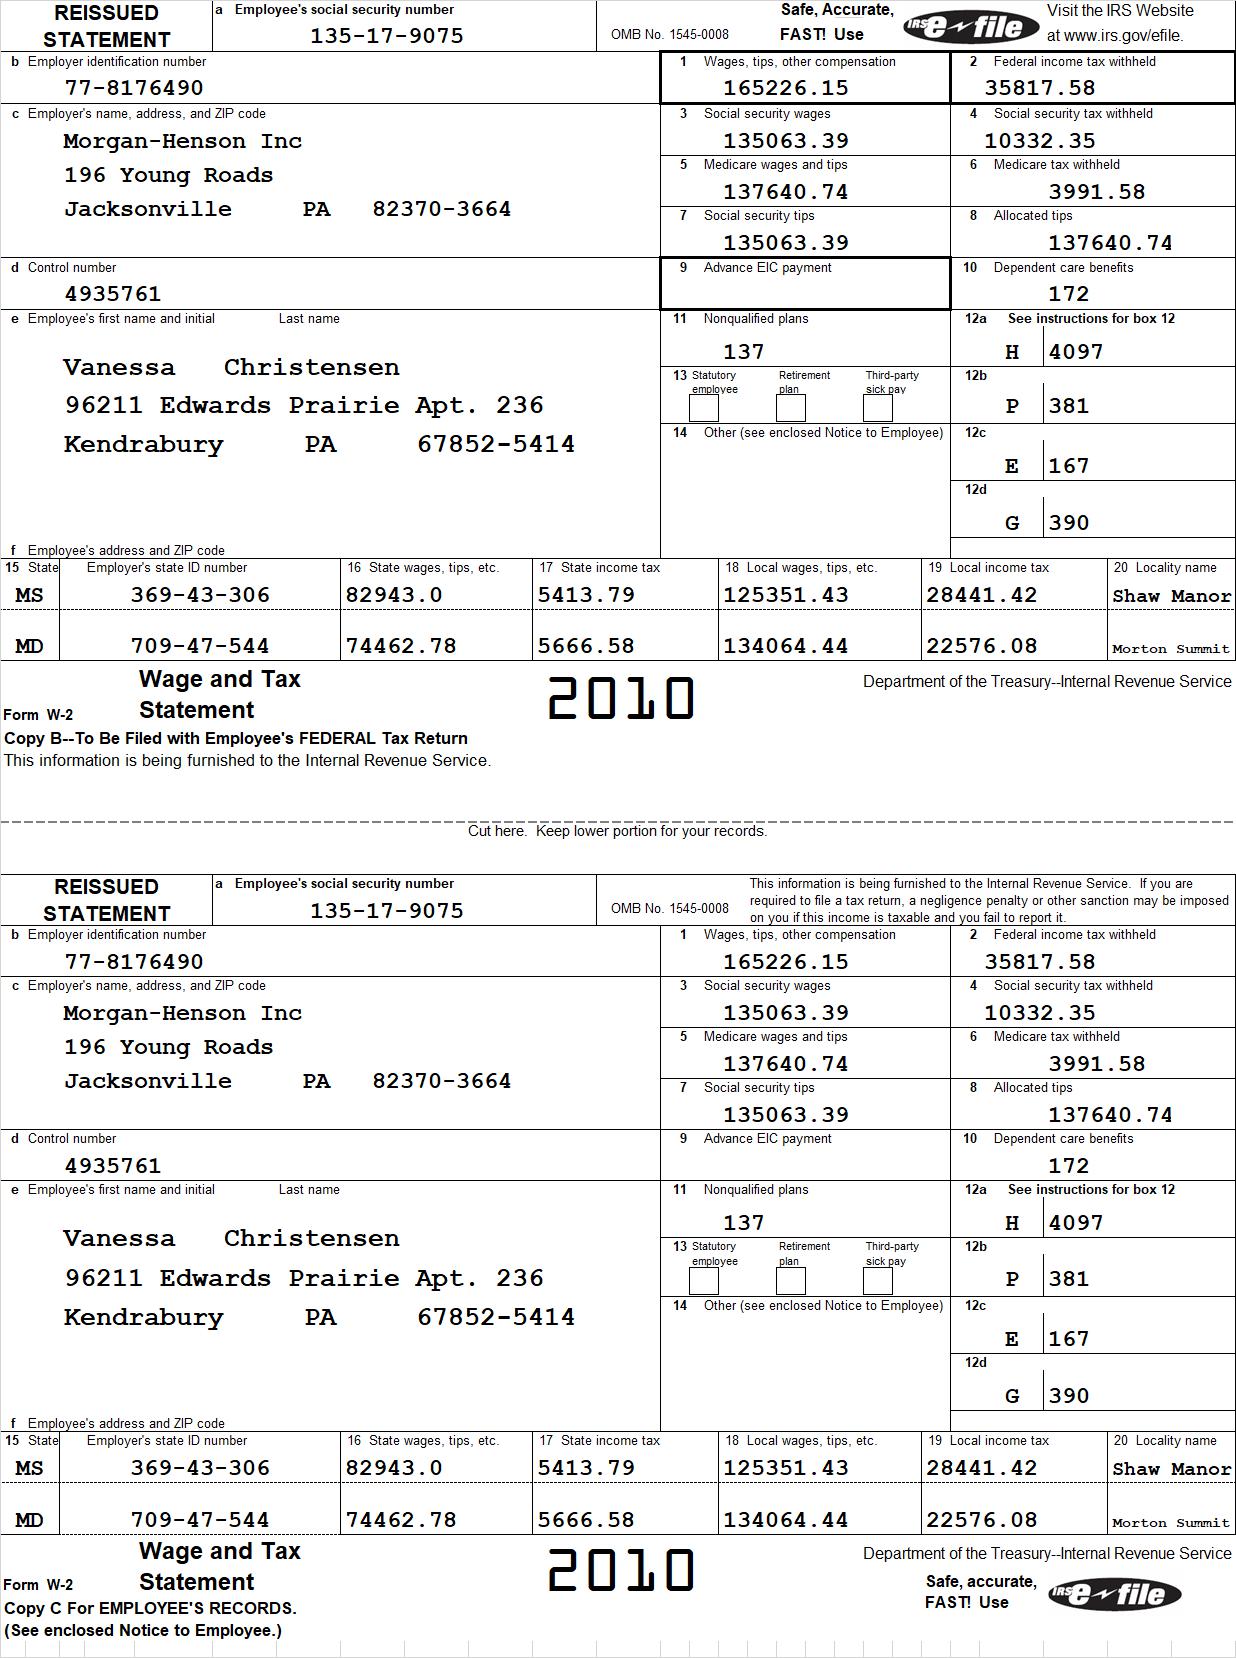 REISSUED STATEMENT
a Employee's social security number
135-17-9075
OMB No. 1545-0008
Safe, Accurate, FAST! Use
IRS e-file
Visit the IRS Website at www.irs.gov/efile.
b Employer identification number
77-8176490
1 Wages, tips, other compensation
165226.15
2 Federal income tax withheld
35817.58
c Employer's name, address, and ZIP code
Morgan-Henson Inc
196 Young Roads
Jacksonville PA 82370-3664
3 Social security wages
135063.39
4 Social security tax withheld
10332.35
5 Medicare wages and tips
137640.74
6 Medicare tax withheld
3991.58
7 Social security tips
135063.39
8 Allocated tips
137640.74
d Control number
4935761
9 Advance EIC payment
10 Dependent care benefits
172
e Employee's first name and initial Last name
Vanessa Christensen
96211 Edwards Prairie Apt. 236
Kendrabury PA 67852-5414
11 Nonqualified plans
137
12a See instructions for box 12
H 4097
13 Statutory employee Retirement plan Third-party sick pay
12b
P 381
14 Other (see enclosed Notice to Employee)
12c
E 167
12d
G 390
f Employee's address and ZIP code
15 State Employer's state ID number 16 State wages, tips, etc. 17 State income tax 18 Local wages, tips, etc. 19 Local income tax 20 Locality name
MS 369-43-306 82943.0 5413.79 125351.43 28441.42 Shaw Manor
MD 709-47-544 74462.78 5666.58 134064.44 22576.08 Morton Summit
Form W-2 Wage and Tax Statement
2010
Department of the Treasury--Internal Revenue Service
Copy B--To Be Filed with Employee's FEDERAL Tax Return
This information is being furnished to the Internal Revenue Service.
Cut here. Keep lower portion for your records.
REISSUED STATEMENT
a Employee's social security number
135-17-9075
OMB No. 1545-0008
This information is being furnished to the Internal Revenue Service. If you are
required to file a tax return, a negligence penalty or other sanction may be imposed
on you if this income is taxable and you fail to report it.
b Employer identification number
77-8176490
1 Wages, tips, other compensation
165226.15
2 Federal income tax withheld
35817.58
c Employer's name, address, and ZIP code
Morgan-Henson Inc
196 Young Roads
Jacksonville PA 82370-3664
3 Social security wages
135063.39
4 Social security tax withheld
10332.35
5 Medicare wages and tips
137640.74
6 Medicare tax withheld
3991.58
7 Social security tips
135063.39
8 Allocated tips
137640.74
d Control number
4935761
9 Advance EIC payment
10 Dependent care benefits
172
e Employee's first name and initial Last name
Vanessa Christensen
96211 Edwards Prairie Apt. 236
Kendrabury PA 67852-5414
11 Nonqualified plans
137
12a See instructions for box 12
H 4097
13 Statutory employee Retirement plan Third-party sick pay
12b
P 381
14 Other (see enclosed Notice to Employee)
12c
E 167
12d
G 390
f Employee's address and ZIP code
15 State Employer's state ID number 16 State wages, tips, etc. 17 State income tax 18 Local wages, tips, etc. 19 Local income tax 20 Locality name
MS 369-43-306 82943.0 5413.79 125351.43 28441.42 Shaw Manor
MD 709-47-544 74462.78 5666.58 134064.44 22576.08 Morton Summit
Form W-2 Wage and Tax Statement
2010
Department of the Treasury--Internal Revenue Service
Safe, accurate, FAST! Use
IRS e-file
Copy C For EMPLOYEE'S RECORDS.
(See enclosed Notice to Employee.)